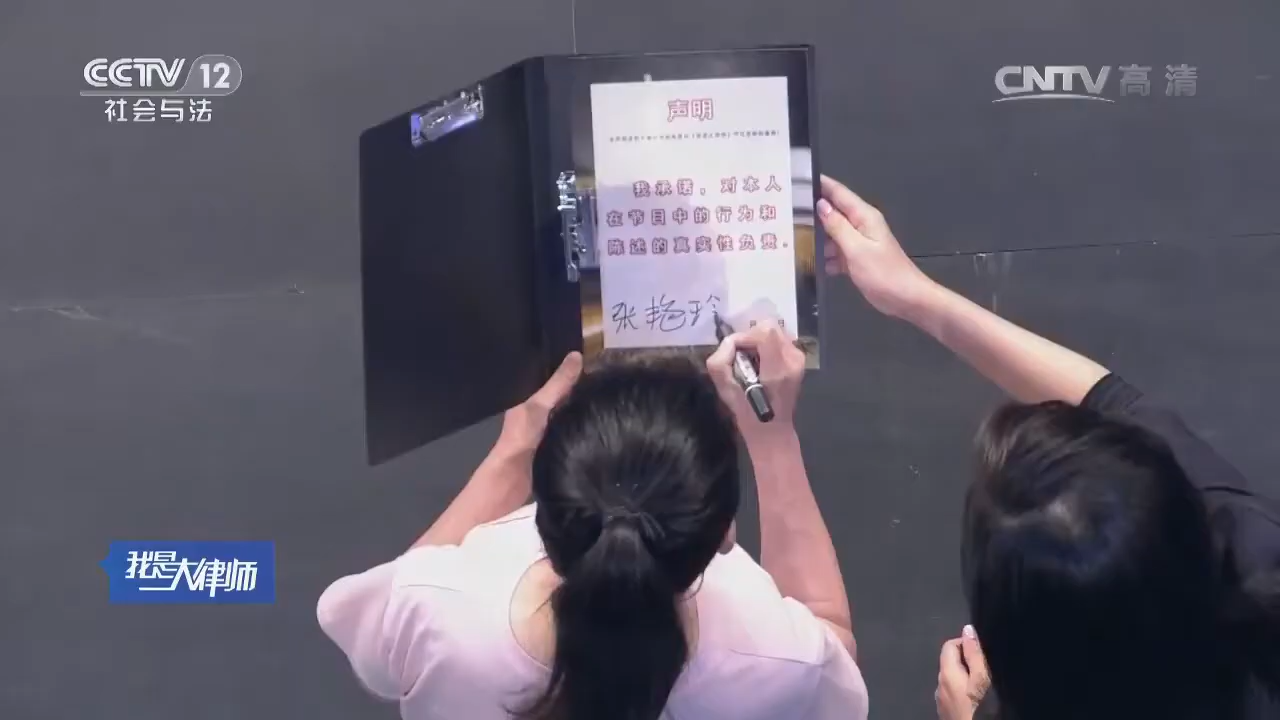 CCTV 12
社会与法
CNTV 高清
声明
我承诺，对本人
在节目中的行为和
陈述的真实性负责。
张艳玲
我是大律师